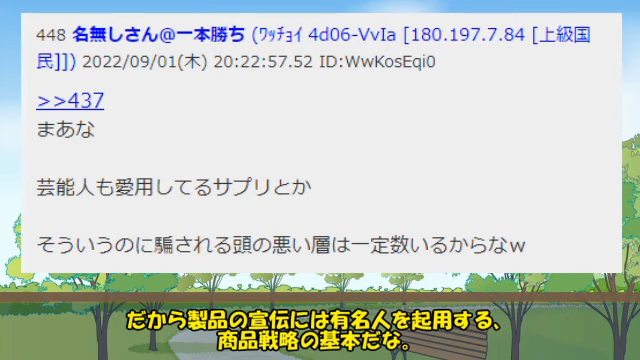 448 名無しさん@一本勝ち (ﾜｯﾁｮｲ 4d06-VvIa [180.197.7.84 [上級国
民]]) 2022/09/01(木) 20:22:57.52 ID:WwKosEqi0
>>437
まあな
芸能人も愛用してるサプリとか
そういうのに騙される頭の悪い層は一定数いるからなｗ
だから製品の宣伝には有名人を起用する、
商品戦略の基本だな。